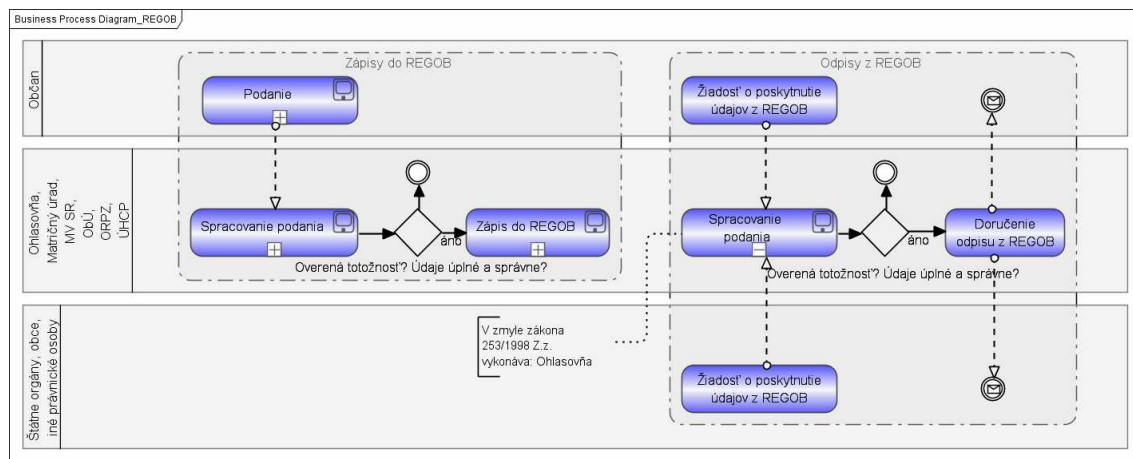 Business Process Diagram_REGOB
Občan
Zápisy do REGOB
Podanie
Odpisy z REGOB
Žiadosť o poskytnutie
údajov z REGOB
Ohlasovňa,
Matričný úrad,
MV SR,
ObÚ,
ORPZ,
ÚHCP
Spracovanie podania
áno
Zápis do REGOB
Overená totožnosť? Údaje úplné a správne?
Spracovanie
podania
áno
Doručenie
odpisu z REGOB
Overená totožnosť? Údaje úplné a správne?
Štátne orgány, obce,
iné právnické osoby
V zmyle zákona
253/1998 Z.z.
vykonáva: Ohlasovňa
Žiadosť o poskytnutie
údajov z REGOB